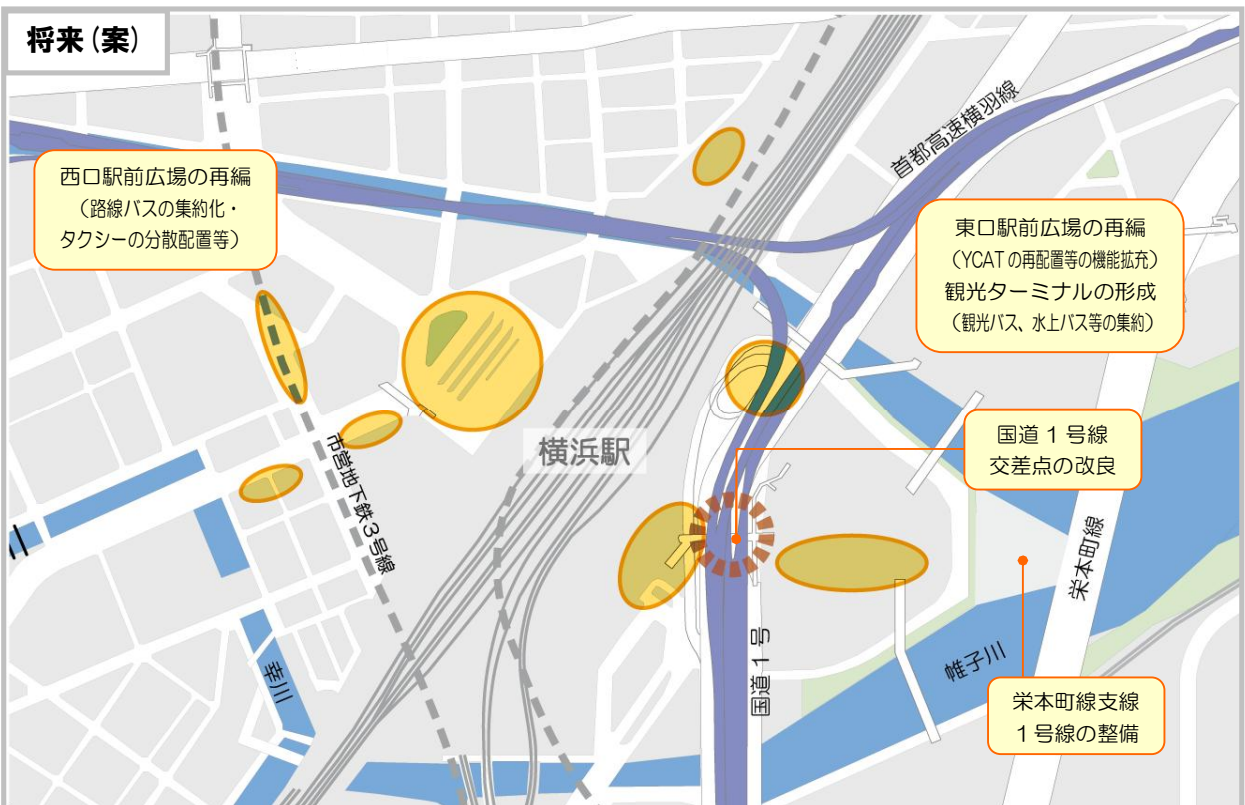 将来（案）
西口駅前広場の再編
（路線バスの集約化・
タクシーの分散配置等）
首都高速横羽線
東口駅前広場の再編
（YCATの再配置等の機能拡充）
観光ターミナルの形成
（観光バス、水上バス等の集約）
国道１号線
交差点の改良
横浜駅
市営地下鉄３号線
栄本町線
国道１号
幸川
帷子川
栄本町線支線
１号線の整備